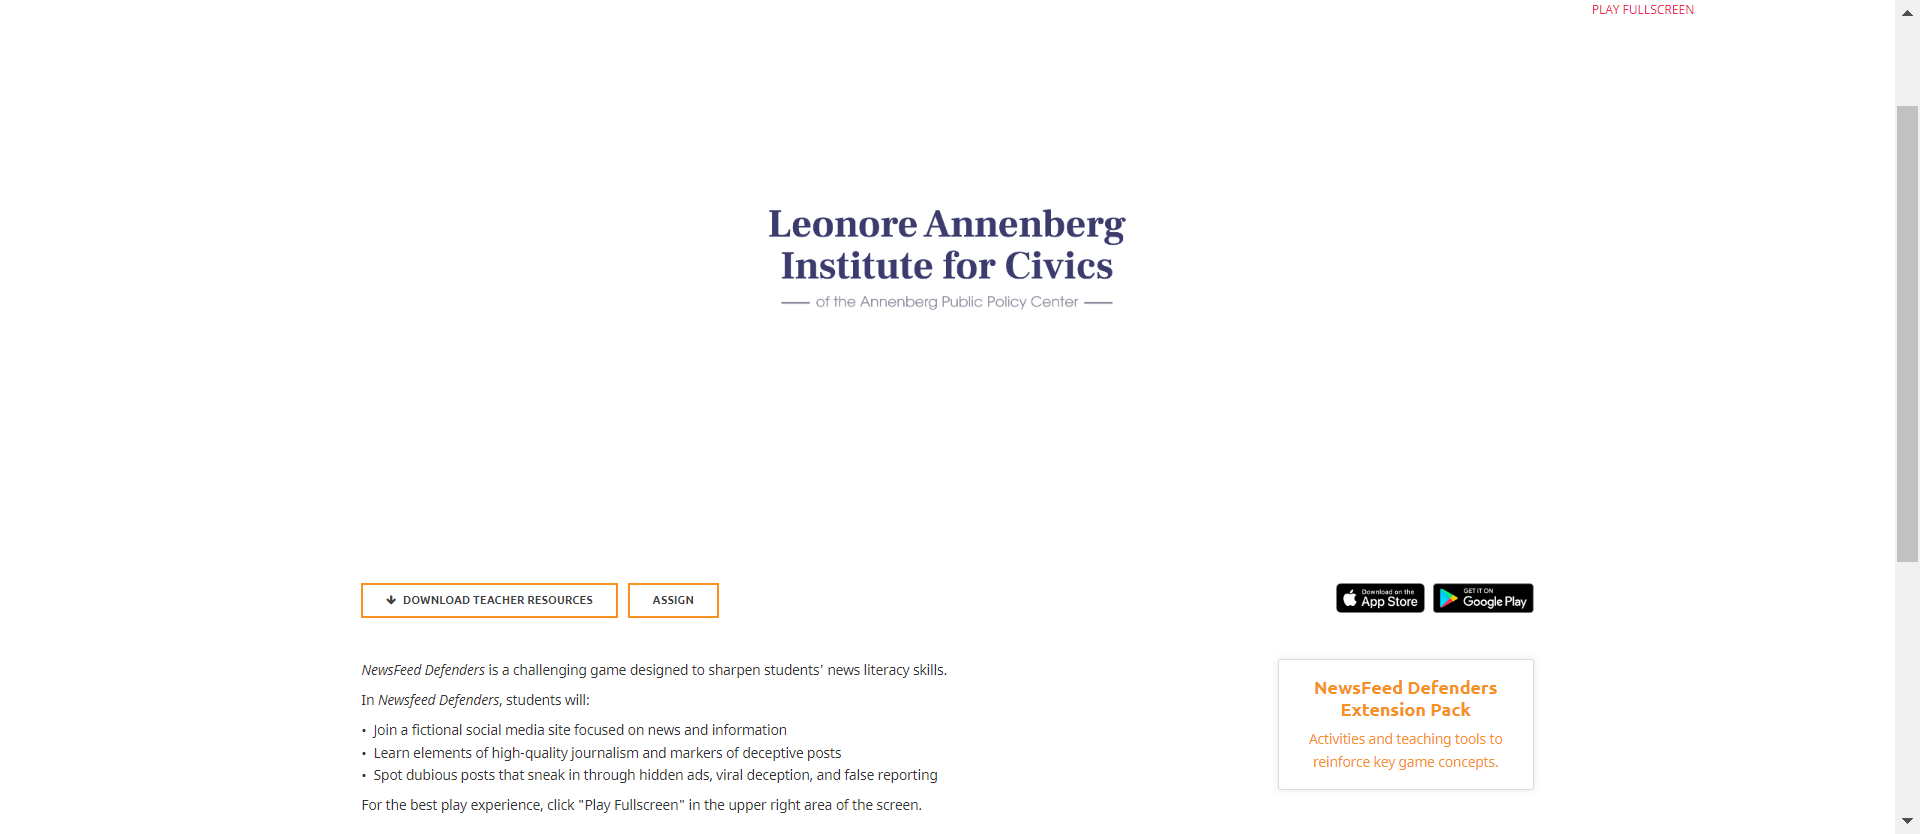 PLAY FULLSCREEN
Leonore Annenberg
Institute for Civics
of the Annenberg Public Policy Center
DOWNLOAD TEACHER RESOURCES
ASSIGN
Download on the
App Store
GET IT ON
Google Play
NewsFeed Defenders is a challenging game designed to sharpen students' news literacy skills.
In Newsfeed Defenders, students will:
• Join a fictional social media site focused on news and information
• Learn elements of high-quality journalism and markers of deceptive posts
• Spot dubious posts that sneak in through hidden ads, viral deception, and false reporting
For the best play experience, click "Play Fullscreen" in the upper right area of the screen.
NewsFeed Defenders
Extension Pack
Activities and teaching tools to
reinforce key game concepts.